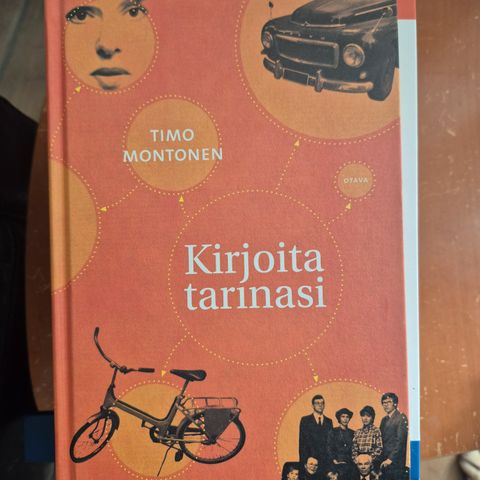 TIMO
MONTONEN
OTAVA
Kirjoita
tarinasi